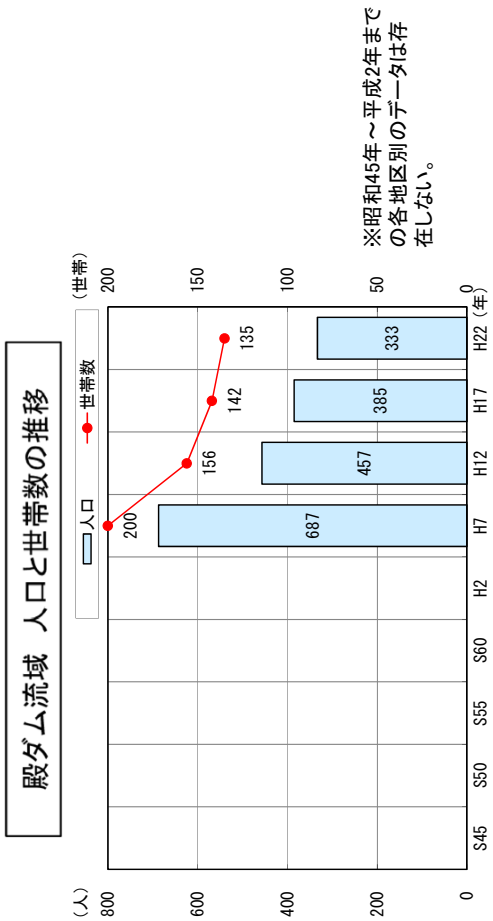 殿ダム流域 人口と世帯数の推移
人口 世帯数
(人) (世帯)
800 200
600 150
400 100
200 50
0 0
200 156 142 135
687 457 385 333
S45 S50 S55 S60 H2 H7 H12 H17 H22 (年)
※昭和45年~平成2年まで
の各地区別のデータは存
在しない。